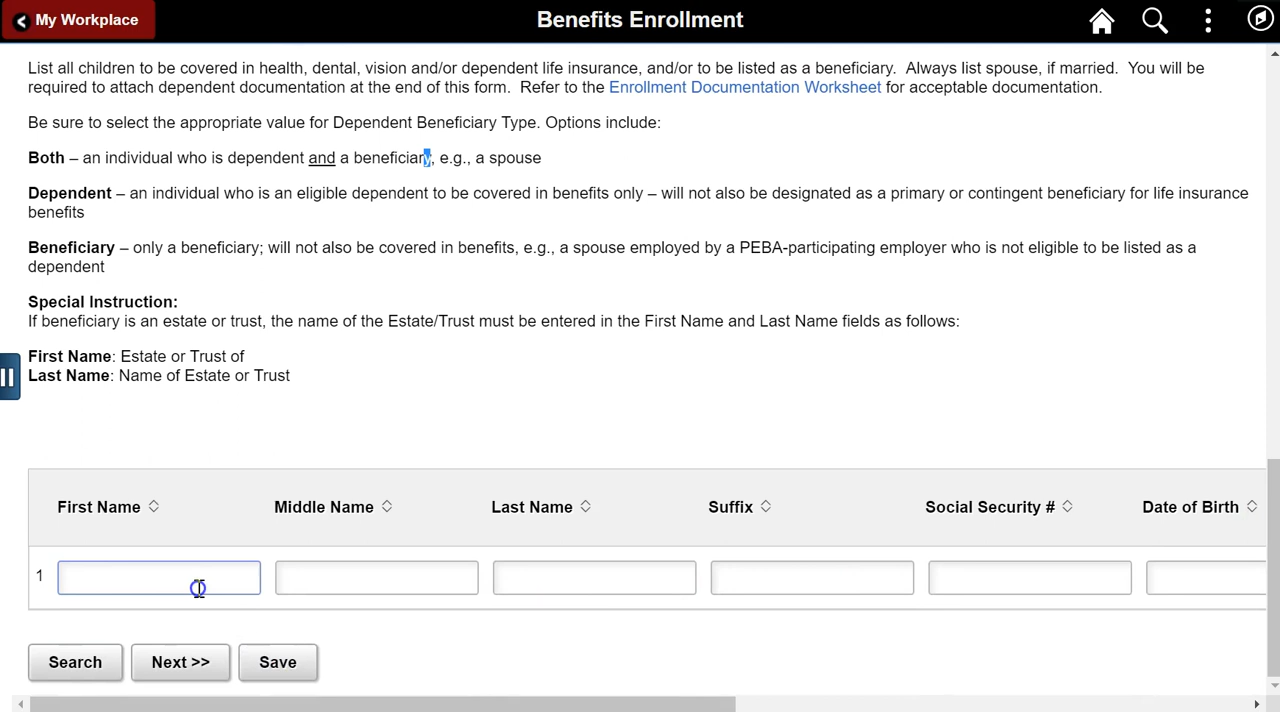 My Workplace
Benefits Enrollment
List all children to be covered in health, dental, vision and/or dependent life insurance, and/or to be listed as a beneficiary.  Always list spouse, if married.  You will be
required to attach dependent documentation at the end of this form.  Refer to the Enrollment Documentation Worksheet for acceptable documentation.
Be sure to select the appropriate value for Dependent Beneficiary Type. Options include:
Both – an individual who is dependent and a beneficiary, e.g., a spouse
Dependent – an individual who is an eligible dependent to be covered in benefits only – will not also be designated as a primary or contingent beneficiary for life insurance
benefits
Beneficiary – only a beneficiary; will not also be covered in benefits, e.g., a spouse employed by a PEBA-participating employer who is not eligible to be listed as a
dependent
Special Instruction:
If beneficiary is an estate or trust, the name of the Estate/Trust must be entered in the First Name and Last Name fields as follows:
First Name: Estate or Trust of
Last Name: Name of Estate or Trust
First Name Middle Name Last Name Suffix Social Security # Date of Birth
1
Search Next >> Save